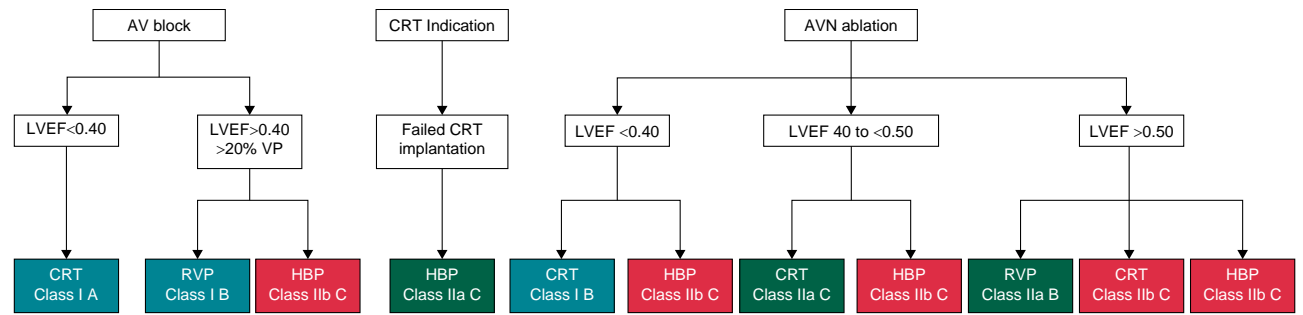 AV block
CRT Indication
AVN ablation
LVEF<0.40
LVEF>0.40
>20% VP
Failed CRT
implantation
LVEF <0.40
LVEF 40 to <0.50
LVEF >0.50
CRT
Class I A
RVP
Class I B
HBP
Class IIb C
HBP
Class IIa C
CRT
Class I B
HBP
Class IIb C
CRT
Class IIa C
HBP
Class IIb C
RVP
Class IIa B
CRT
Class IIb C
HBP
Class IIb C